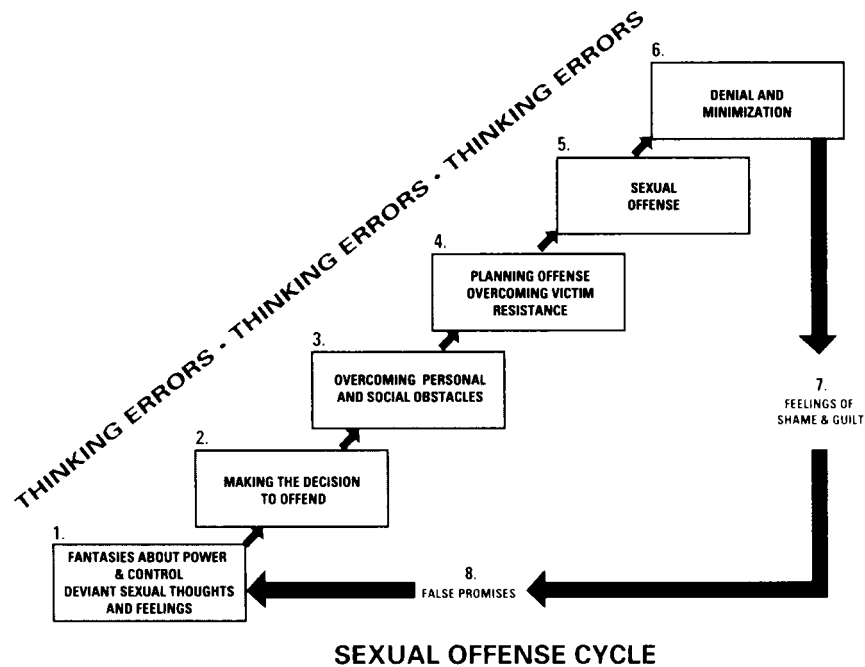 THINKING ERRORS - THINKING ERRORS - THINKING ERRORS
6.
DENIAL AND
MINIMIZATION
5.
SEXUAL
OFFENSE
4.
PLANNING OFFENSE
OVERCOMING VICTIM
RESISTANCE
3.
OVERCOMING PERSONAL
AND SOCIAL OBSTACLES
2.
MAKING THE DECISION
TO OFFEND
1.
FANTASIES ABOUT POWER
& CONTROL
DEVIANT SEXUAL THOUGHTS
AND FEELINGS
7.
FEELINGS OF
SHAME & GUILT
8.
FALSE PROMISES
SEXUAL OFFENSE CYCLE